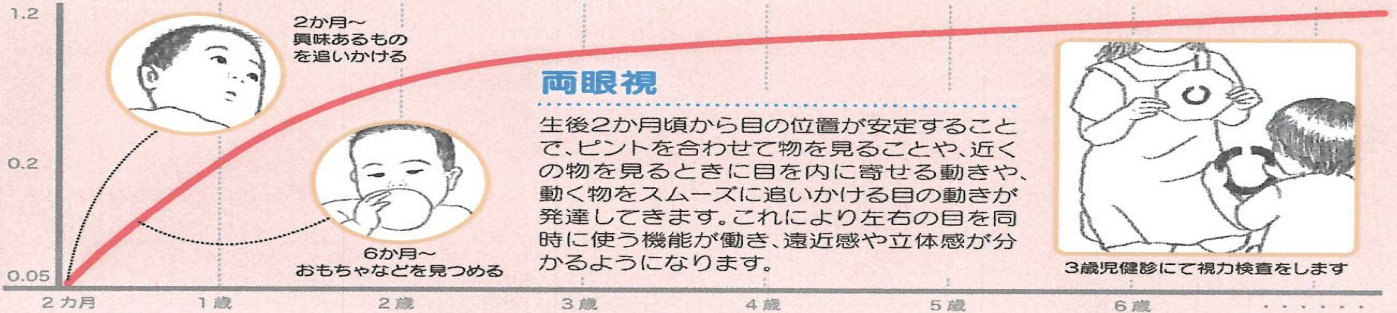 1.2
0.2
0.05
2か月～
興味あるもの
を追いかける
6か月～
おもちゃなどを見つめる
両眼視
生後2か月頃から目の位置が安定すること
で、ピントを合わせて物を見ることや、近く
の物を見るときに目を内に寄せる動きや、
動く物をスムーズに追いかける目の動きが
発達してきます。これにより左右の目を同
時に使う機能が働き、遠近感や立体感が分
かるようになります。
3歳児健診にて視力検査をします
2カ月 1歳 2歳 3歳 4歳 5歳 6歳 ・・・・・・